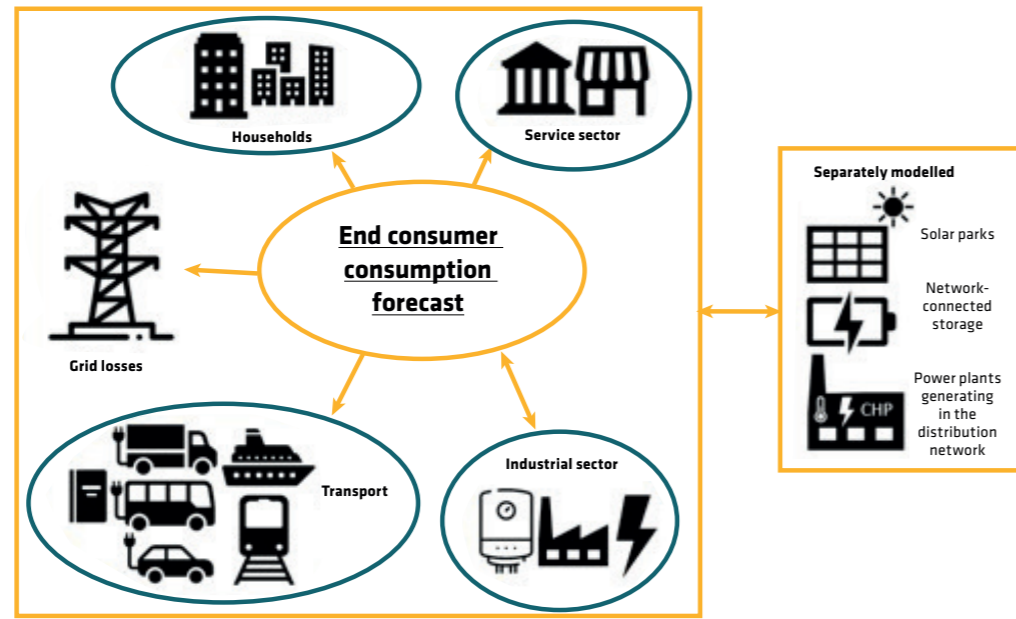 Households
Service sector
End consumer
consumption
forecast
Grid losses
Transport
Industrial sector
Separately modelled
Solar parks
Network-
connected
storage
Power plants
generating
in the
distribution
network
CHP